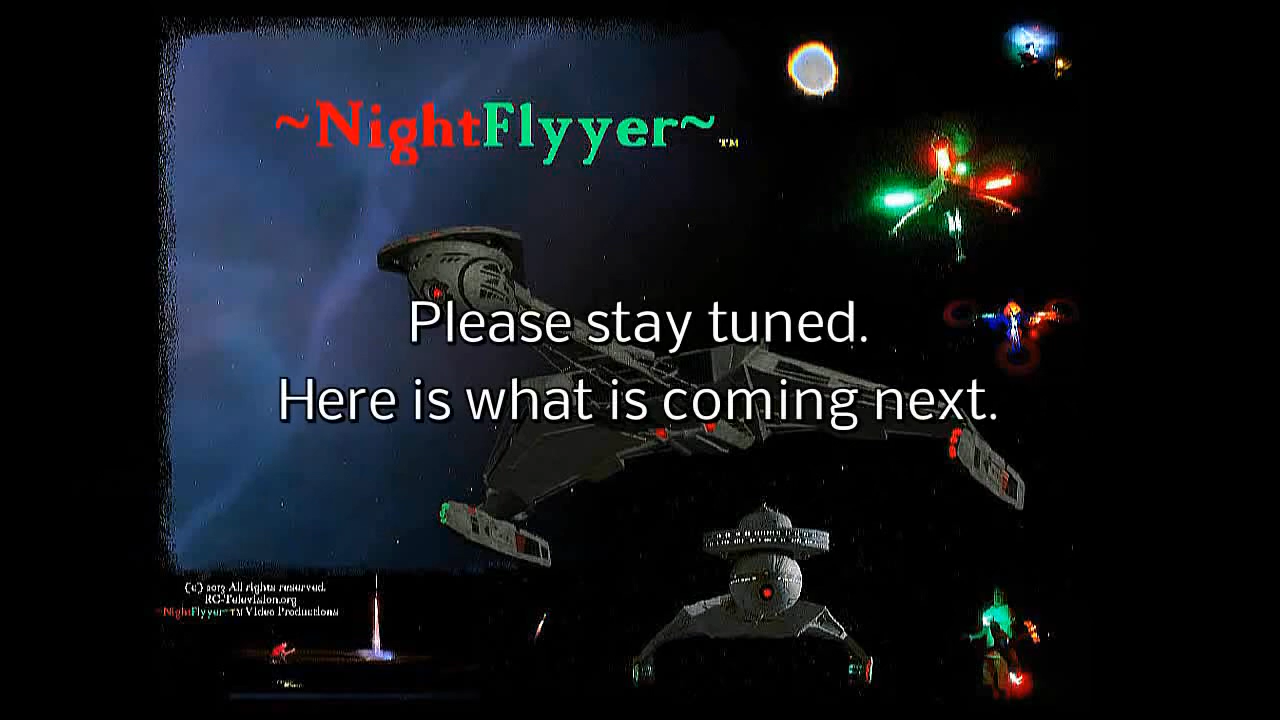 ~NightFlyyer~™
Please stay tuned.
Here is what is coming next.
(c) 2013 All rights reserved.
RC-Television.org
~NightFlyyer~™ Video Productions